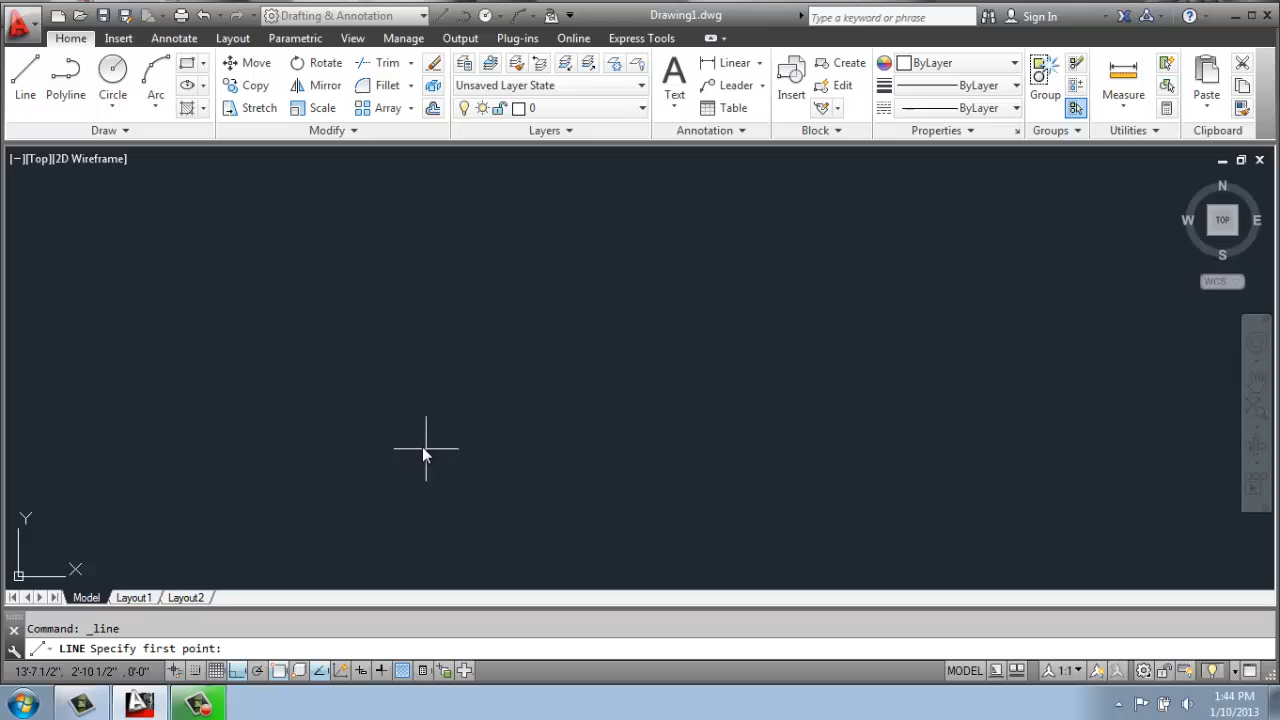 Drafting & Annotation
Drawing1.dwg
Type a keyword or phrase
Sign In
Home Insert Annotate Layout Parametric View Manage Output Plug-ins Online Express Tools
Line
Polyline
Circle
Arc
Draw
Move Rotate Trim
Copy Mirror Fillet
Stretch Scale Array
Modify
Unsaved Layer State
0
Layers
Text
Linear
Leader
Table
Annotation
Insert
Create
Edit
Block
ByLayer
ByLayer
ByLayer
Properties
Group
Groups
Measure
Utilities
Paste
Clipboard
[−][Top][2D Wireframe]
N
W TOP E
S
WCS
Y
X
Model Layout1 Layout2
Command: _line
LINE Specify first point:
13'-7 1/2", 2'-10 1/2", 0'-0"
MODEL
1:1
1:44 PM
1/10/2013